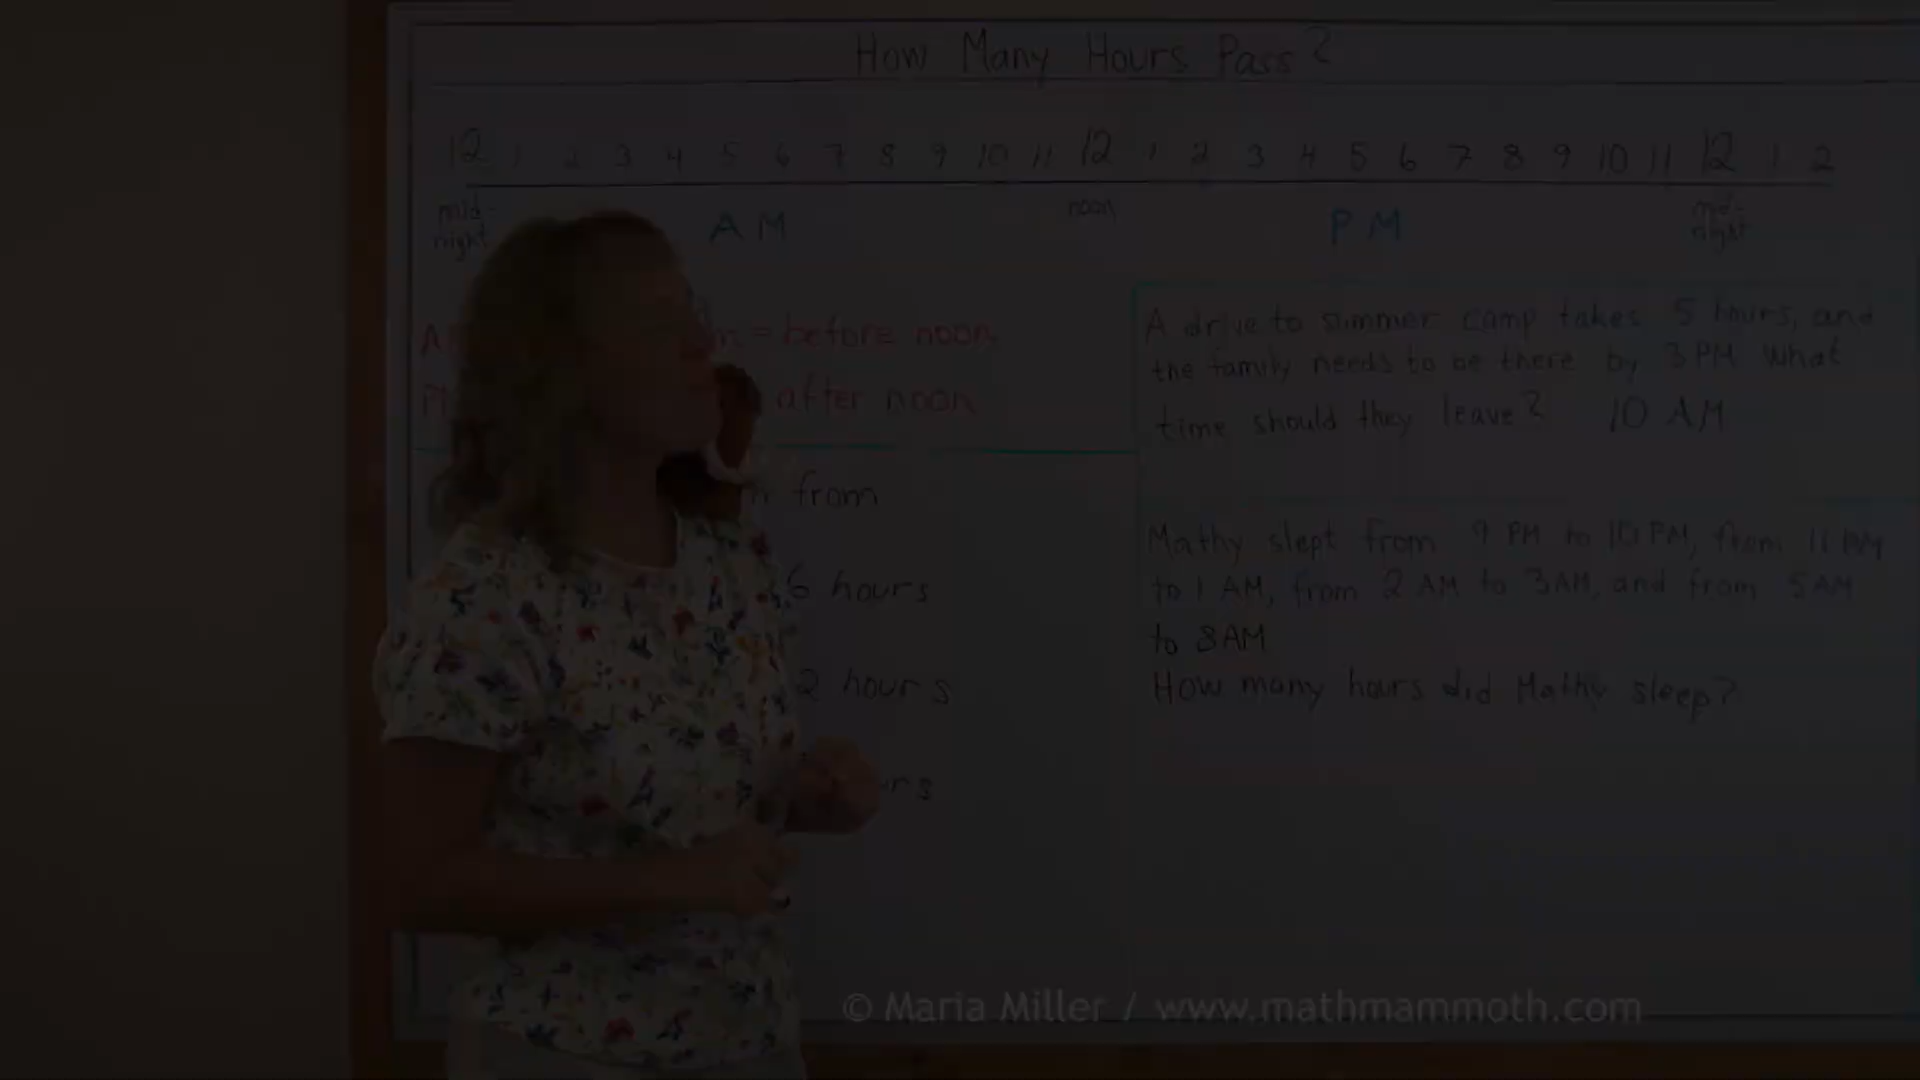 How Many Hours Pass?
12 1 2 3 4 5 6 7 8 9 10 11 12 1 2 3 4 5 6 7 8 9 10 11 12 1 2
mid-
night
AM
noon
PM
mid-
night
= before noon
after noon
from
6 hours
2 hours
A drive to summer camp takes 5 hours, and
the family needs to be there by 3 PM What
time should they leave? 10 AM
Mathy slept from 9 PM to 10 PM, from 11 PM
to 1 AM, from 2 AM to 3 AM, and from 5 AM
to 8 AM
How many hours did Mathy sleep?
© Maria Miller / www.mathmammoth.com